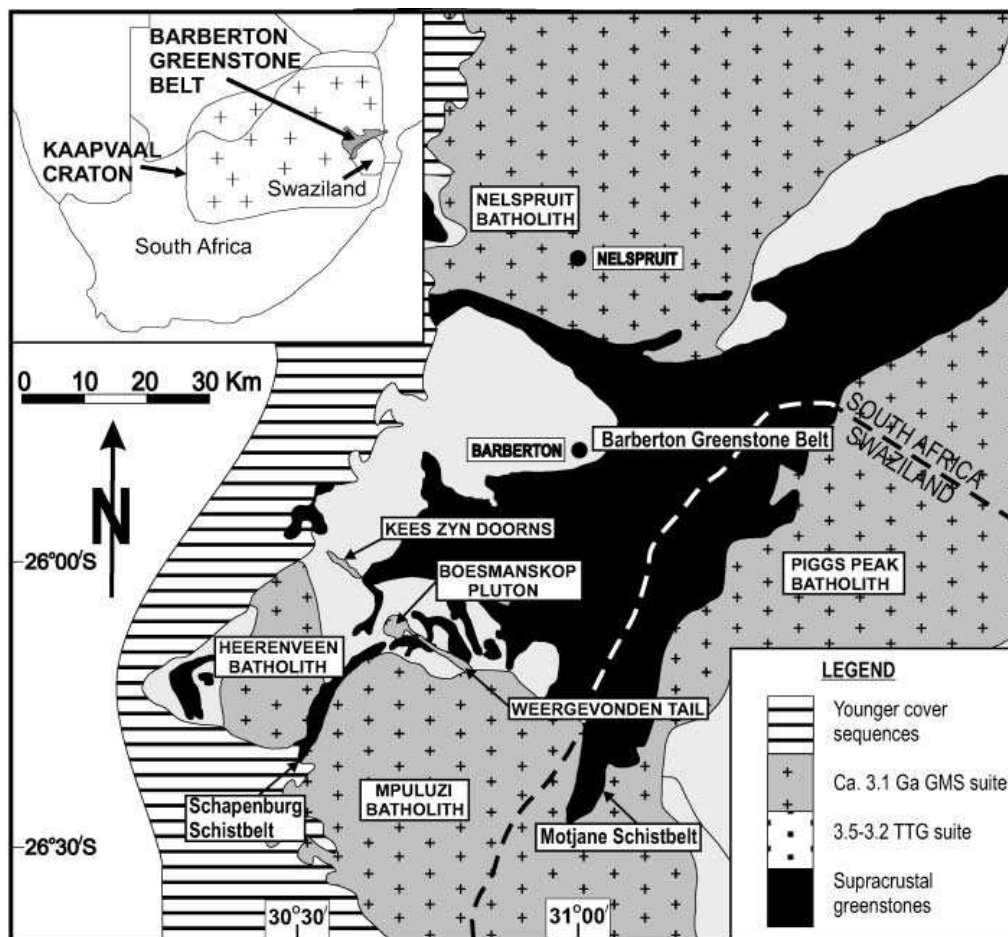 BARBERTON
GREENSTONE
BELT
KAAPVAAL
CRATON
Swaziland
South Africa
NELSPRUIT
BATHOLITH
NELSPRUIT
0 10 20 30 Km
N
BARBERTON
Barberton Greenstone Belt
SOUTH AFRICA
SWAZILAND
KEES ZYN DOORNS
26°00'S
BOESMANSKOP
PLUTON
PIGGS PEAK
BATHOLITH
HEERENVEEN
BATHOLITH
WEERGEVONDEN TAIL
MPULUZI
BATHOLITH
Schapenburg
Schistbelt
Motjane Schistbelt
26°30'S
30°30'
31°00'
LEGEND
Younger cover
sequences
Ca. 3.1 Ga GMS suite
3.5-3.2 TTG suite
Supracrustal
greenstones